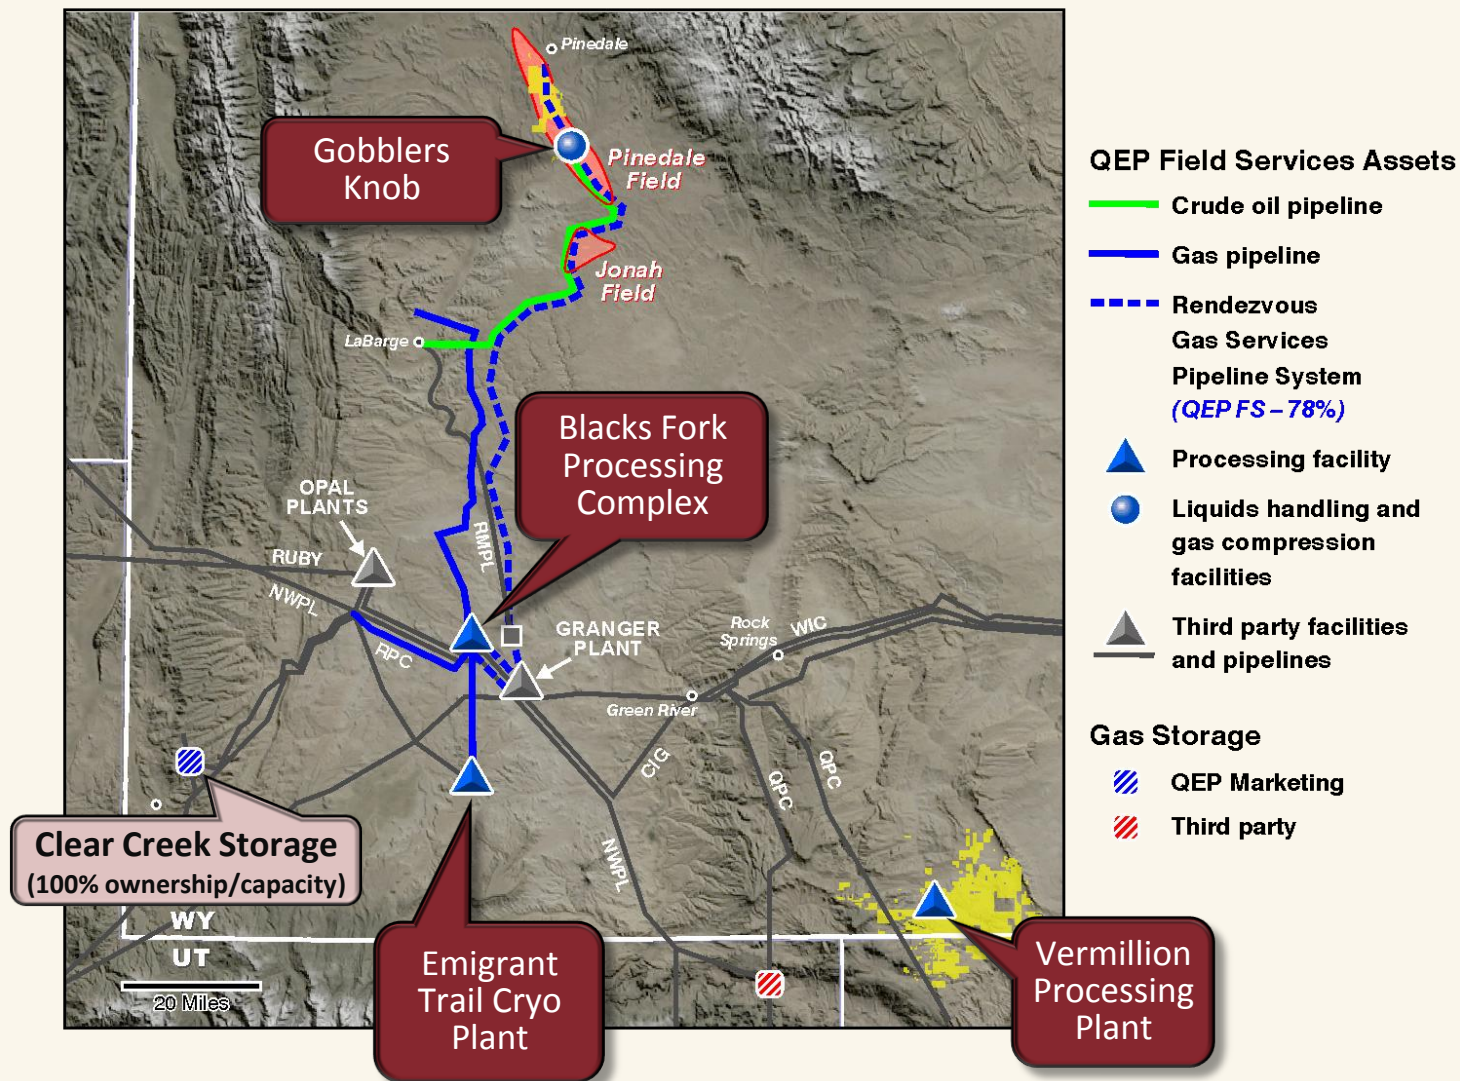 Pinedale
Gobblers
Knob
Pinedale
Field
Jonah
Field
LaBarge
Blacks Fork
Processing
Complex
OPAL
PLANTS
RUBY
NWPL
RMPL
RPC
GRANGER
PLANT
Rock
Springs
WIC
Green River
CIG
QPC
QPC
NWPL
Clear Creek Storage
(100% ownership/capacity)
WY
UT
20 Miles
Emigrant
Trail Cryo
Plant
Vermillion
Processing
Plant
QEP Field Services Assets
Crude oil pipeline
Gas pipeline
Rendezvous
Gas Services
Pipeline System
(QEP FS – 78%)
Processing facility
Liquids handling and
gas compression
facilities
Third party facilities
and pipelines
Gas Storage
QEP Marketing
Third party